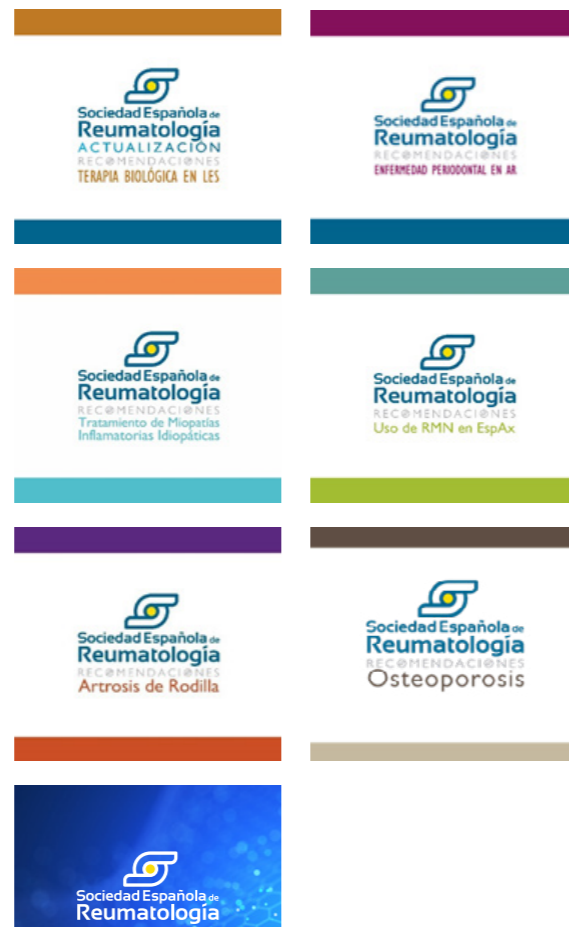 Sociedad Española de
Reumatología
ACTUALIZACIÓN
RECOMENDACIONES
TERAPIA BIOLÓGICA EN LES
Sociedad Española de
Reumatología
RECOMENDACIONES
ENFERMEDAD PERIODONTAL EN AR
Sociedad Española de
Reumatología
RECOMENDACIONES
Tratamiento de Miopatías
Inflamatorias Idiopáticas
Sociedad Española de
Reumatología
RECOMENDACIONES
Uso de RMN en EspAx
Sociedad Española de
Reumatología
RECOMENDACIONES
Artrosis de Rodilla
Sociedad Española de
Reumatología
RECOMENDACIONES
Osteoporosis
Sociedad Española de
Reumatología